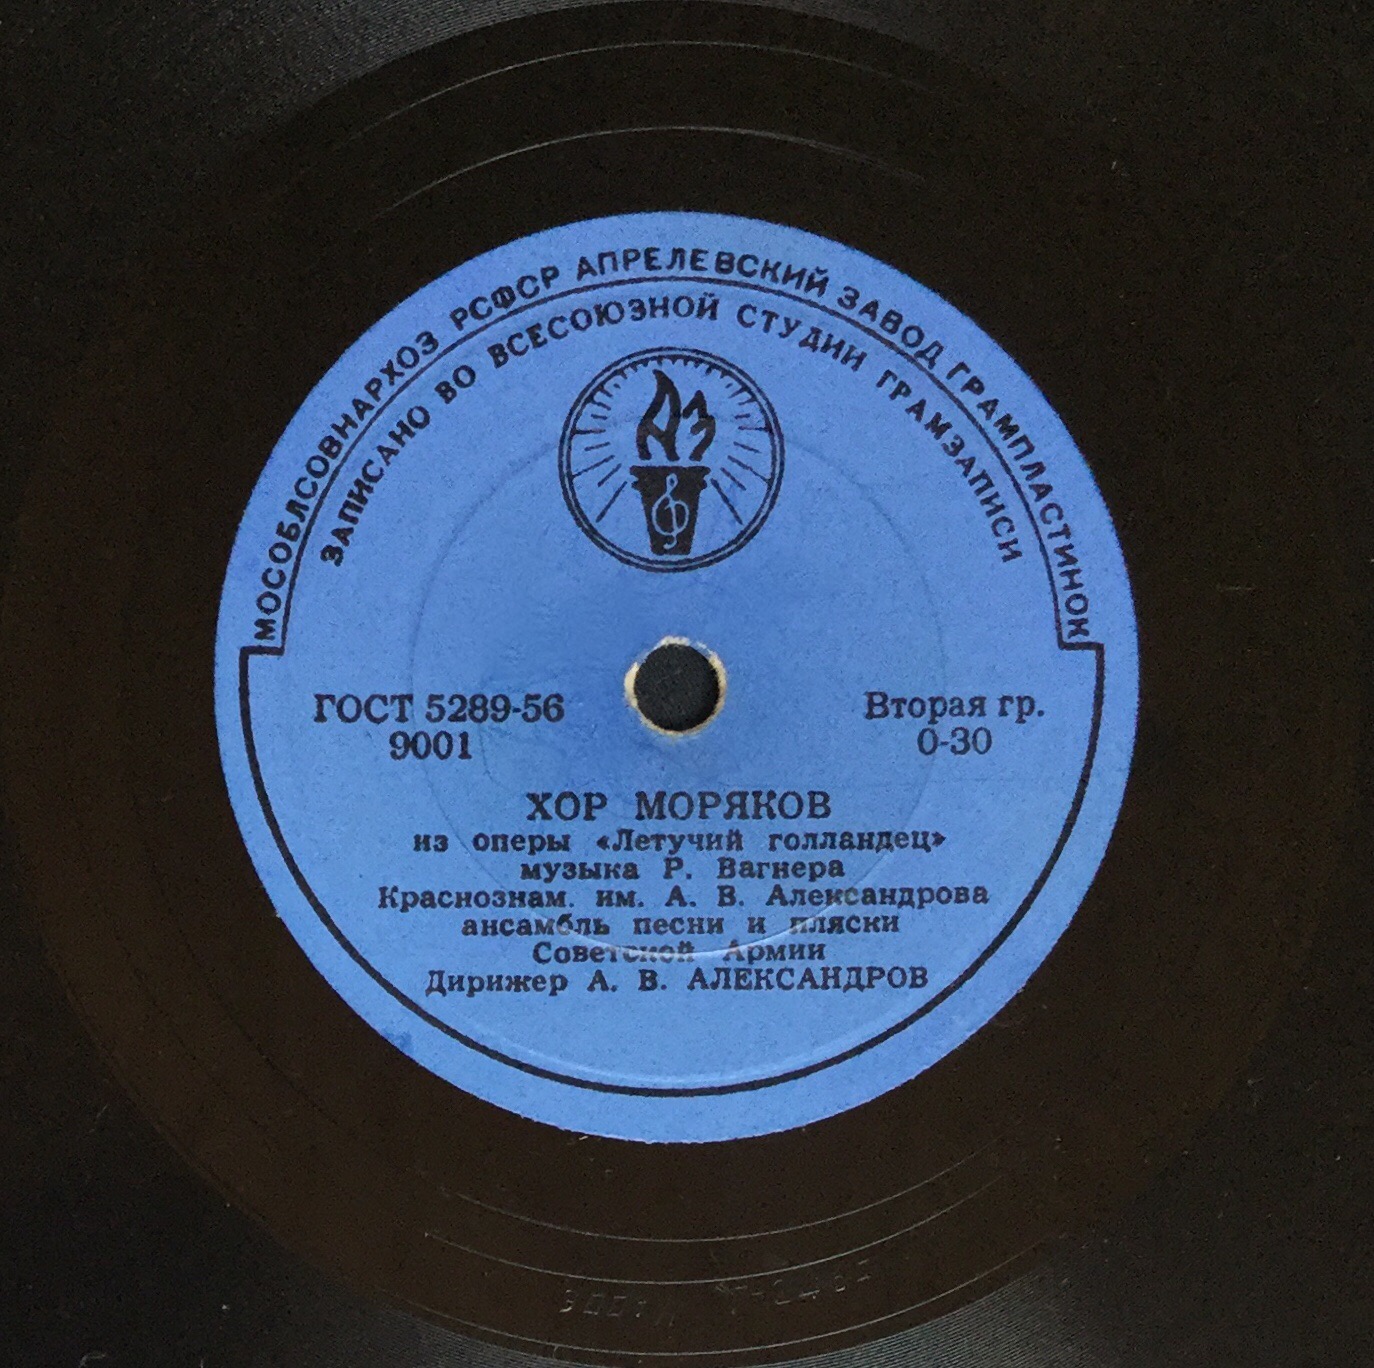 МОСОБЛСОВНАРХОЗ РСФСР АПРЕЛЕВСКИЙ ЗАВОД ГРАМПЛАСТИНОК
ЗАПИСАНО ВО ВСЕСОЮЗНОЙ СТУДИИ ГРАМЗАПИСИ
АЗ
ГОСТ 5289-56
9001
Вторая гр.
0-30
ХОР МОРЯКОВ
из оперы «Летучий голландец»
музыка Р. Вагнера
Краснознам. им. А. В. Александрова
ансамбль песни и пляски
Советской Армии
Дирижер А. В. АЛЕКСАНДРОВ